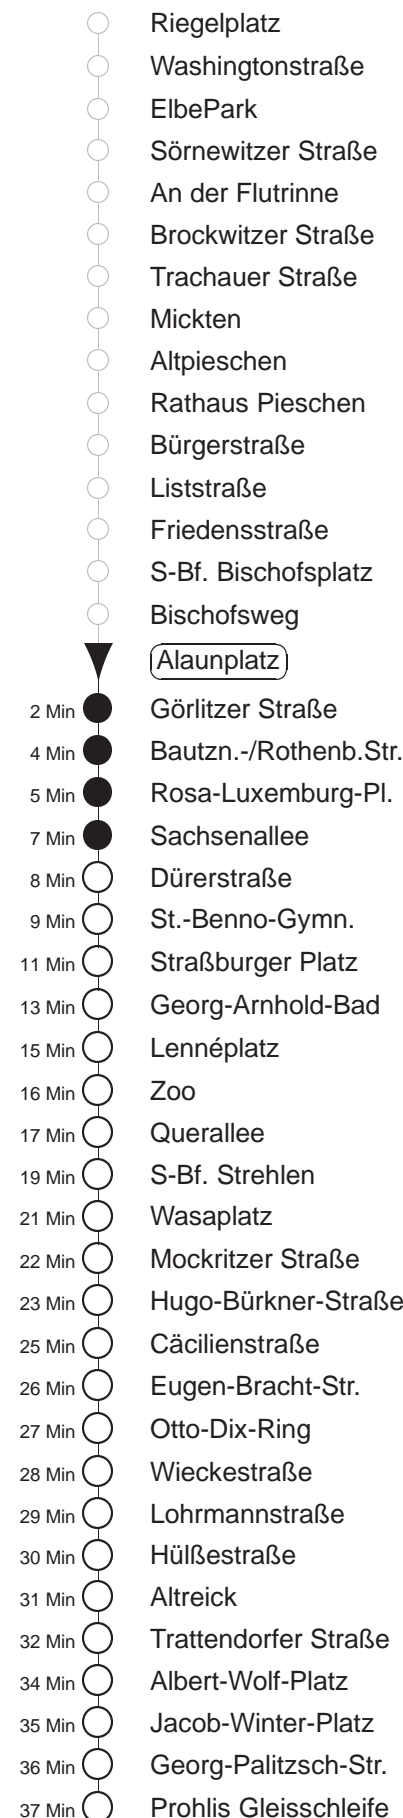 Riegelplatz
Washingtonstraße
ElbePark
Sörnewitzer Straße
An der Flutrinne
Brockwitzer Straße
Trachauer Straße
Mickten
Altpieschen
Rathaus Pieschen
Bürgerstraße
Liststraße
Friedensstraße
S-Bf. Bischofsplatz
Bischofsweg
Alaunplatz
2 Min Görlitzer Straße
4 Min Bautzn.-/Rothenb.Str.
5 Min Rosa-Luxemburg-Pl.
7 Min Sachsenallee
8 Min Dürerstraße
9 Min St.-Benno-Gymn.
11 Min Straßburger Platz
13 Min Georg-Arnhold-Bad
15 Min Lennéplatz
16 Min Zoo
17 Min Querallee
19 Min S-Bf. Strehlen
21 Min Wasaplatz
22 Min Mockritzer Straße
23 Min Hugo-Bürkner-Straße
25 Min Cäcilienstraße
26 Min Eugen-Bracht-Str.
27 Min Otto-Dix-Ring
28 Min Wieckestraße
29 Min Lohrmannstraße
30 Min Hülßestraße
31 Min Altreick
32 Min Trattendorfer Straße
34 Min Albert-Wolf-Platz
35 Min Jacob-Winter-Platz
36 Min Georg-Palitzsch-Str.
37 Min Prohlis Gleisschleife